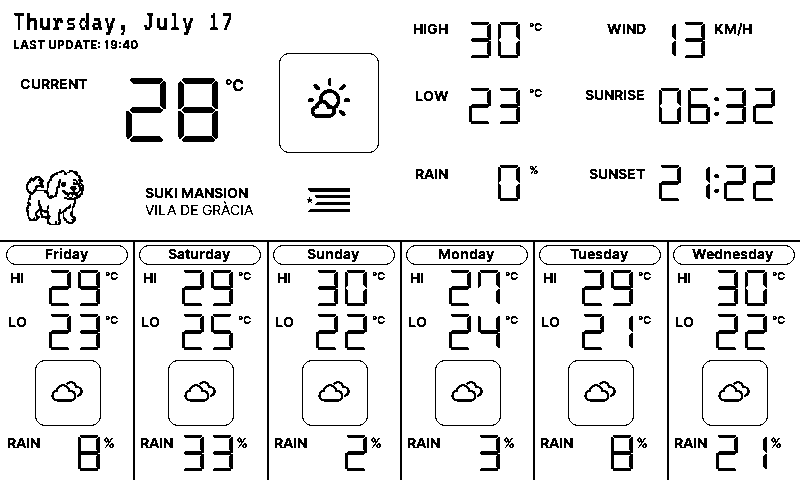 Thursday, July 17
LAST UPDATE: 19:40
CURRENT 28 °C
HIGH 30 °C
LOW 23 °C
RAIN 0 %
WIND 13 KM/H
SUNRISE 06:32
SUNSET 21:22
SUKI MANSION
VILA DE GRÀCIA
Friday
HI 29 °C
LO 23 °C
RAIN 8 %
Saturday
HI 29 °C
LO 25 °C
RAIN 33 %
Sunday
HI 30 °C
LO 22 °C
RAIN 2 %
Monday
HI 27 °C
LO 24 °C
RAIN 3 %
Tuesday
HI 29 °C
LO 21 °C
RAIN 8 %
Wednesday
HI 30 °C
LO 22 °C
RAIN 21 %